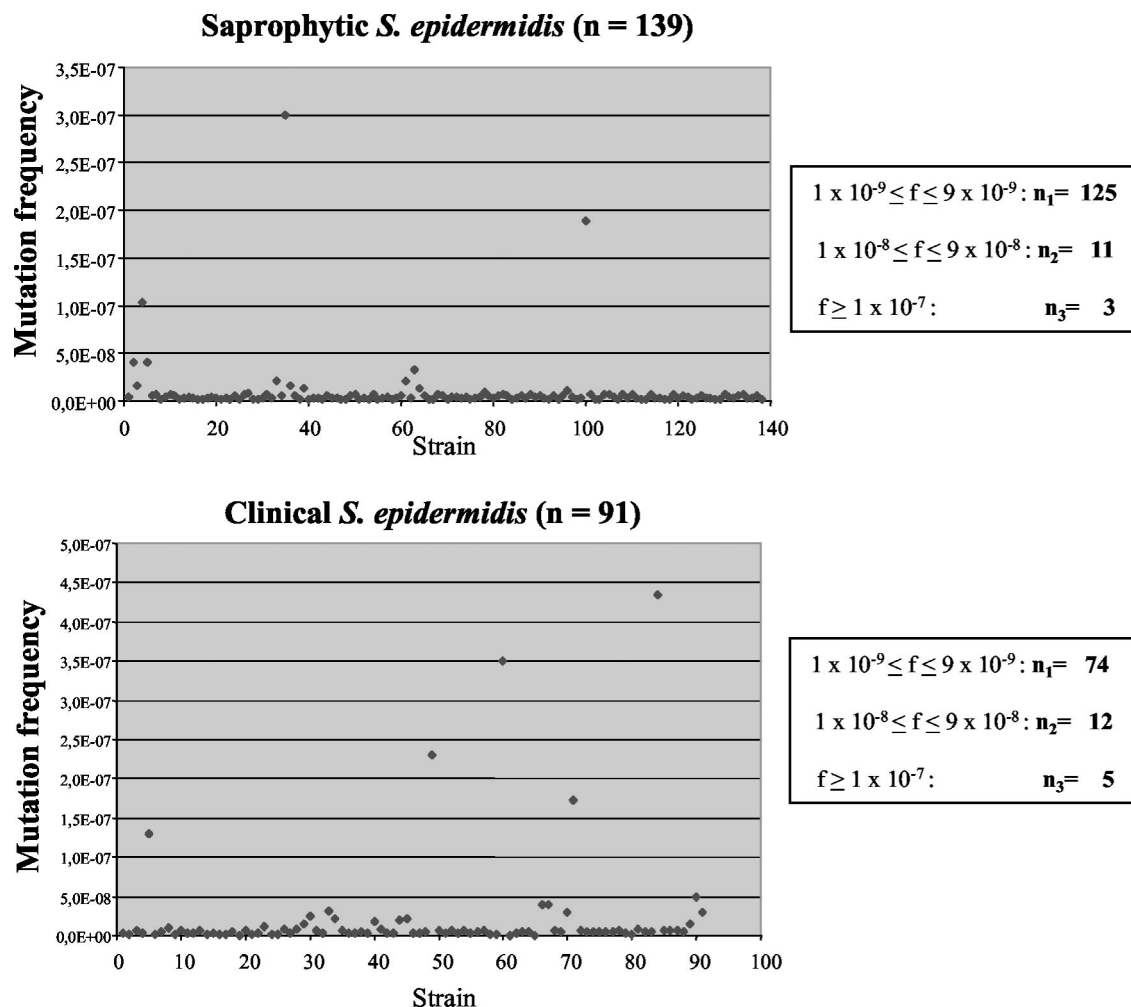 Saprophytic S. epidermidis (n = 139)
Mutation frequency
3,5E-07
3,0E-07
2,5E-07
2,0E-07
1,5E-07
1,0E-07
5,0E-08
0,0E+00
0 20 40 60 80 100 120 140
Strain
1 x 10⁻⁹ ≤ f ≤ 9 x 10⁻⁹ : n₁= 125
1 x 10⁻⁸ ≤ f ≤ 9 x 10⁻⁸ : n₂= 11
f ≥ 1 x 10⁻⁷ : n₃= 3
Clinical S. epidermidis (n = 91)
Mutation frequency
5,0E-07
4,5E-07
4,0E-07
3,5E-07
3,0E-07
2,5E-07
2,0E-07
1,5E-07
1,0E-07
5,0E-08
0,0E+00
0 10 20 30 40 50 60 70 80 90 100
Strain
1 x 10⁻⁹ ≤ f ≤ 9 x 10⁻⁹ : n₁= 74
1 x 10⁻⁸ ≤ f ≤ 9 x 10⁻⁸ : n₂= 12
f ≥ 1 x 10⁻⁷ : n₃= 5